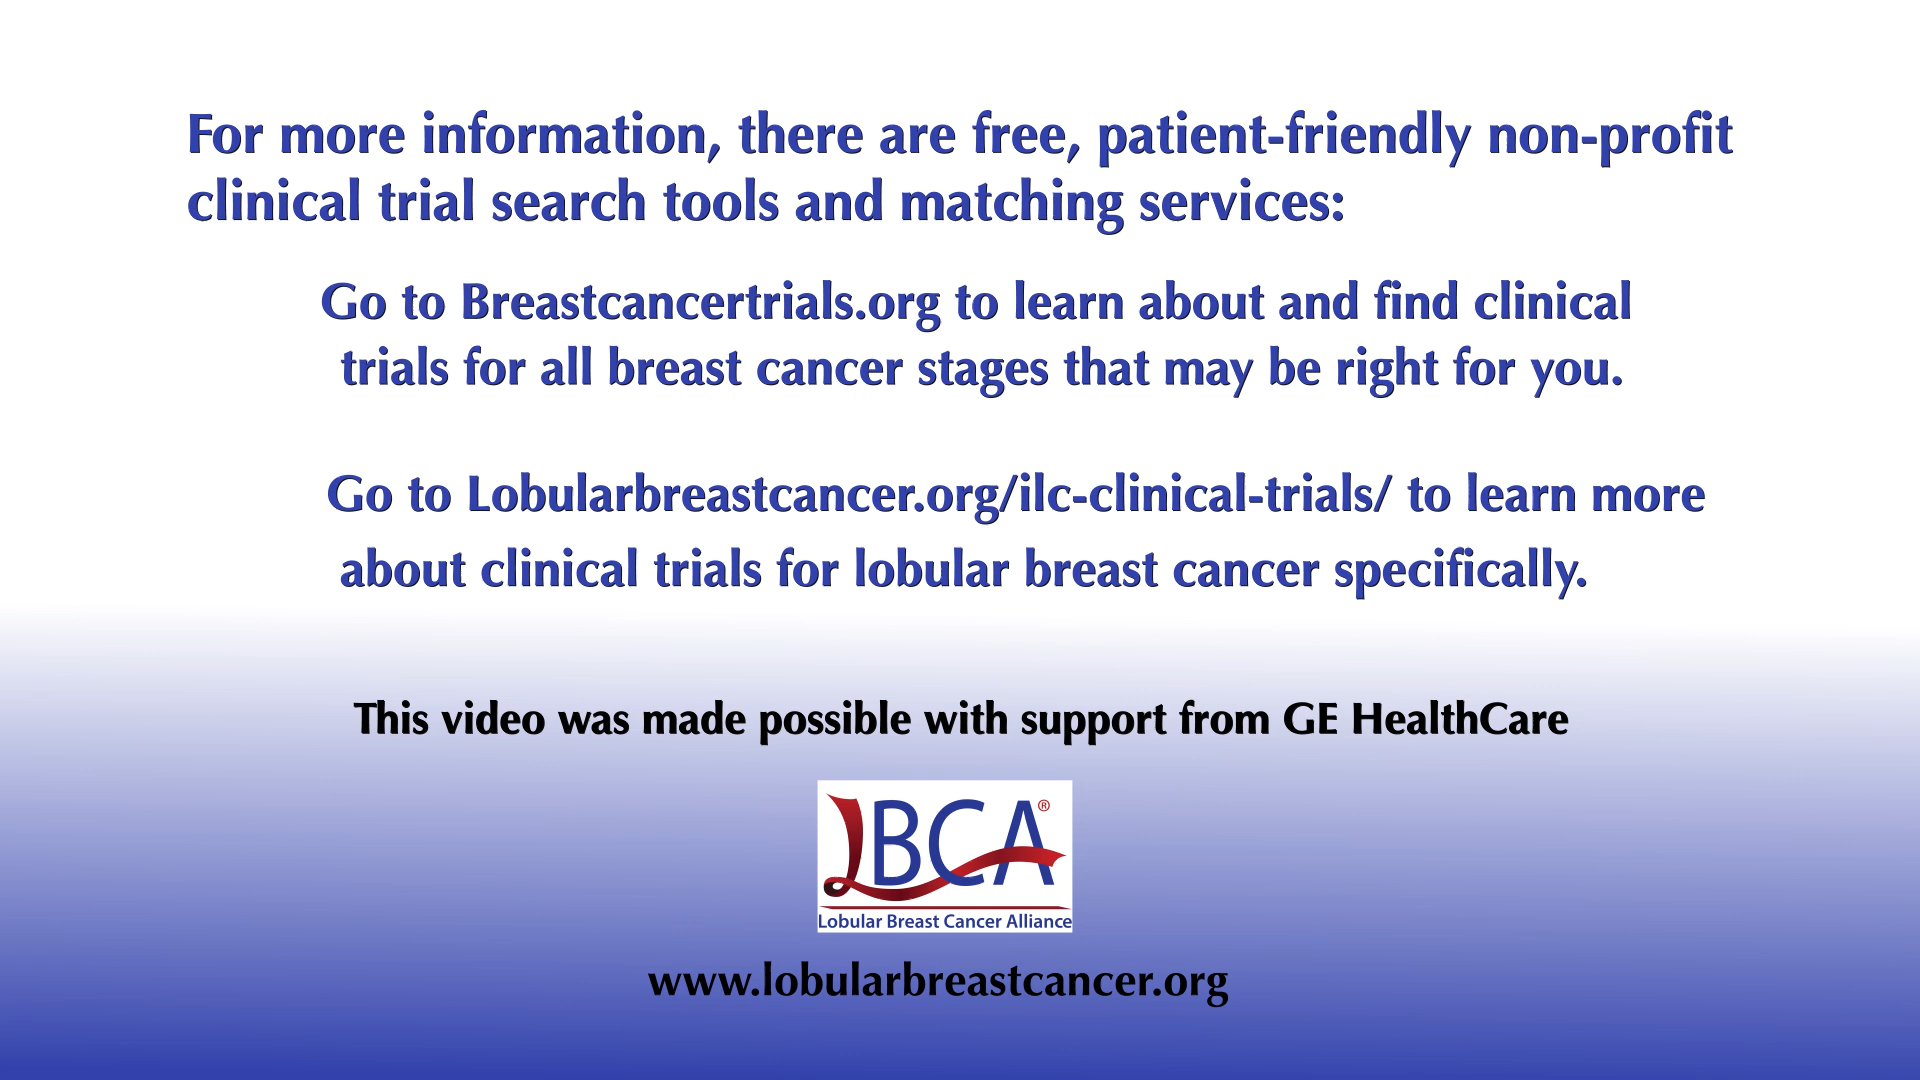 For more information, there are free, patient-friendly non-profit
clinical trial search tools and matching services:
Go to Breastcancertrials.org to learn about and find clinical
trials for all breast cancer stages that may be right for you.
Go to Lobularbreastcancer.org/ilc-clinical-trials/ to learn more
about clinical trials for lobular breast cancer specifically.
This video was made possible with support from GE HealthCare
LBCA®
Lobular Breast Cancer Alliance
www.lobularbreastcancer.org